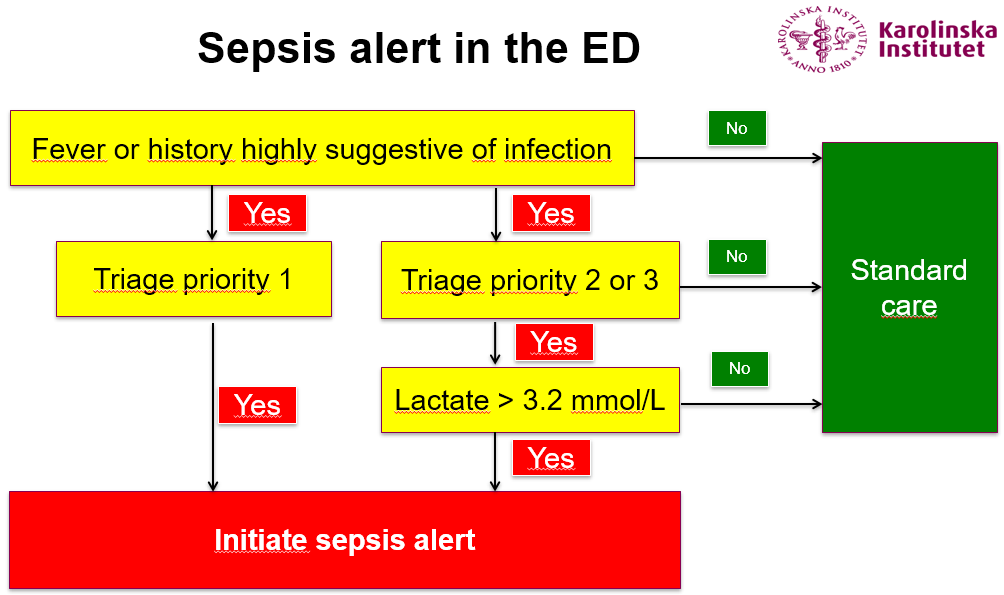 Sepsis alert in the ED
KAROLINSKA INSTITUTET
ANNO 1810
Karolinska
Institutet
Fever or history highly suggestive of infection
No
Yes
Yes
Triage priority 1
Triage priority 2 or 3
No
Standard
care
Yes
Lactate > 3.2 mmol/L
No
Yes
Yes
Initiate sepsis alert